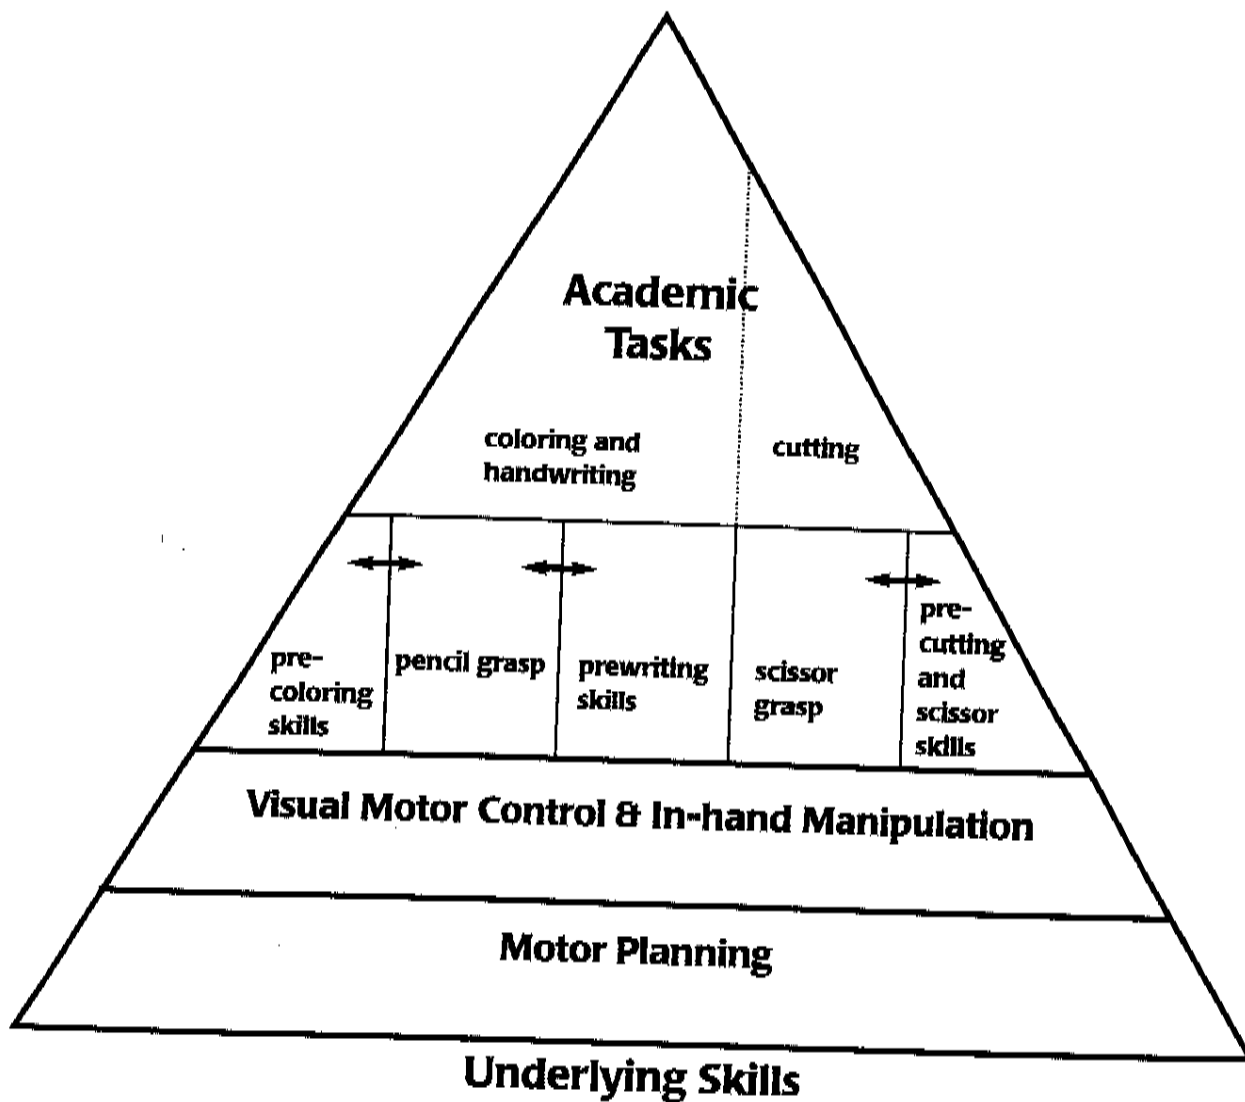 Academic
Tasks
coloring and
handwriting
cutting
pre-
coloring
skills
pencil grasp
prewriting
skills
scissor
grasp
pre-
cutting
and
scissor
skills
Visual Motor Control & In-hand Manipulation
Motor Planning
Underlying Skills